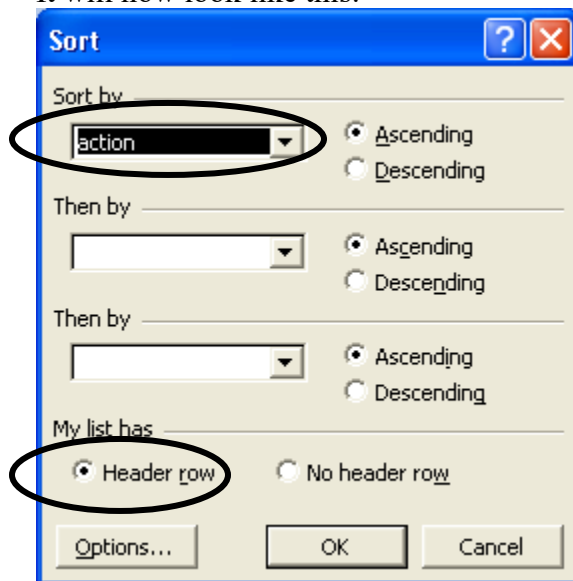 It will now look like this:
Sort
Sort by
action
Ascending
Descending
Then by
Ascending
Descending
Then by
Ascending
Descending
My list has
Header row
No header row
Options...
OK
Cancel